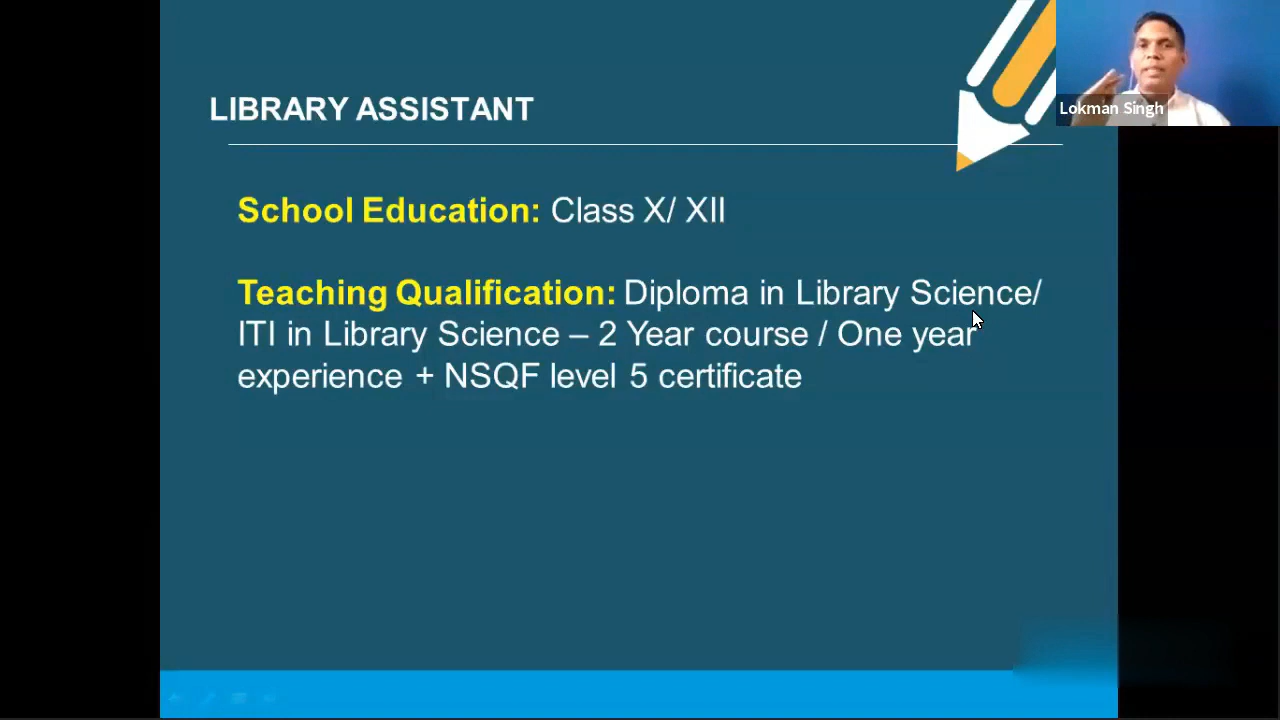 LIBRARY ASSISTANT
Lokman Singh
School Education: Class X/ XII
Teaching Qualification: Diploma in Library Science/
ITI in Library Science – 2 Year course / One year
experience + NSQF level 5 certificate